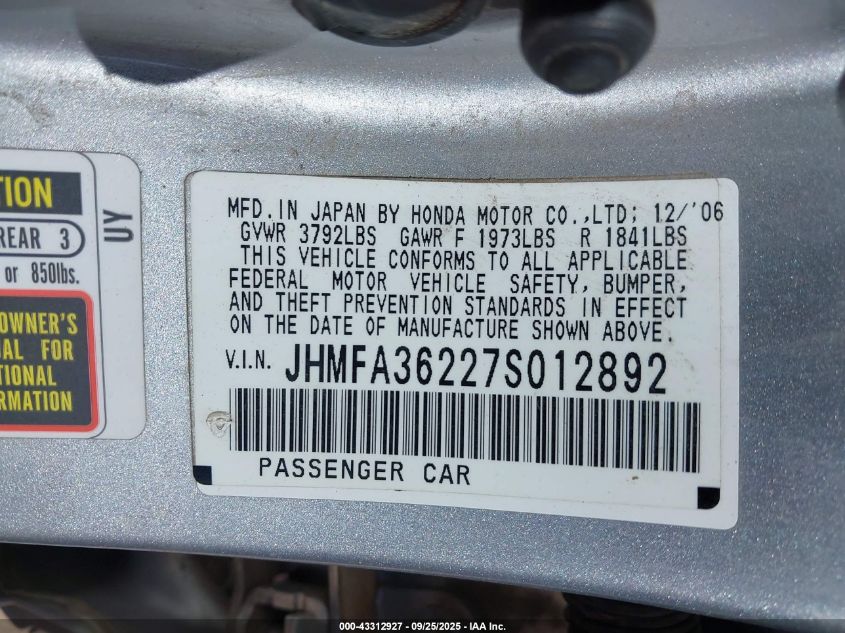 TION
REAR 3
or 850lbs.
OWNER'S
AL FOR
TIONAL
RMATION
UY
MFD. IN JAPAN BY HONDA MOTOR CO.,LTD; 12/'06
GVWR 3792LBS GAWR F 1973LBS R 1841LBS
THIS VEHICLE CONFORMS TO ALL APPLICABLE
FEDERAL MOTOR VEHICLE SAFETY, BUMPER,
AND THEFT PREVENTION STANDARDS IN EFFECT
ON THE DATE OF MANUFACTURE SHOWN ABOVE.
V.I.N. JHMFA36227S012892
PASSENGER CAR
000-43312927 - 09/25/2025 - IAA Inc.